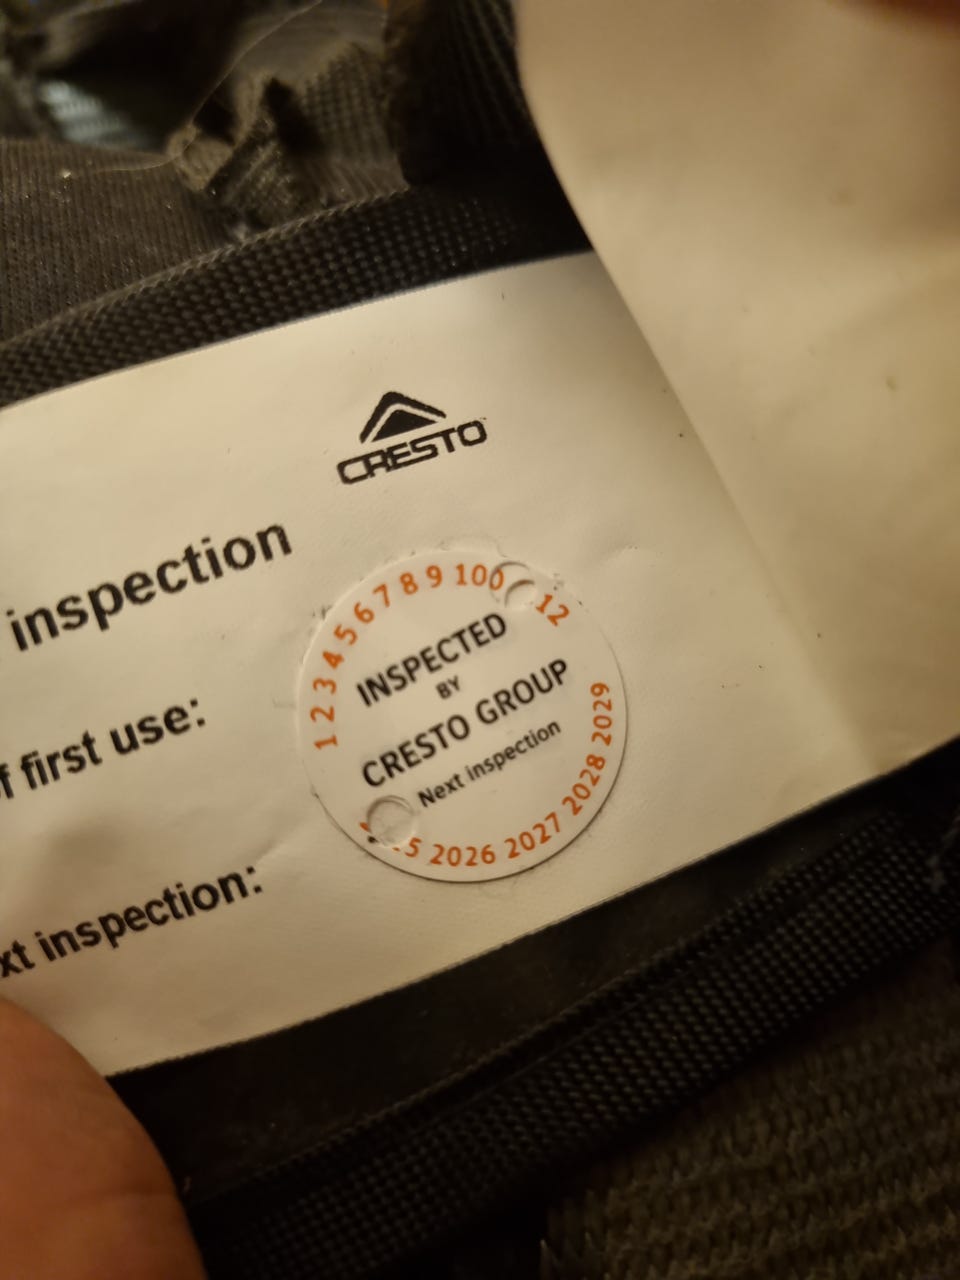 CRESTO
inspection
1 2 3 4 5 6 7 8 9 10 12
INSPECTED
BY
CRESTO GROUP
Next inspection
2026 2027 2028 2029
first use:
inspection: